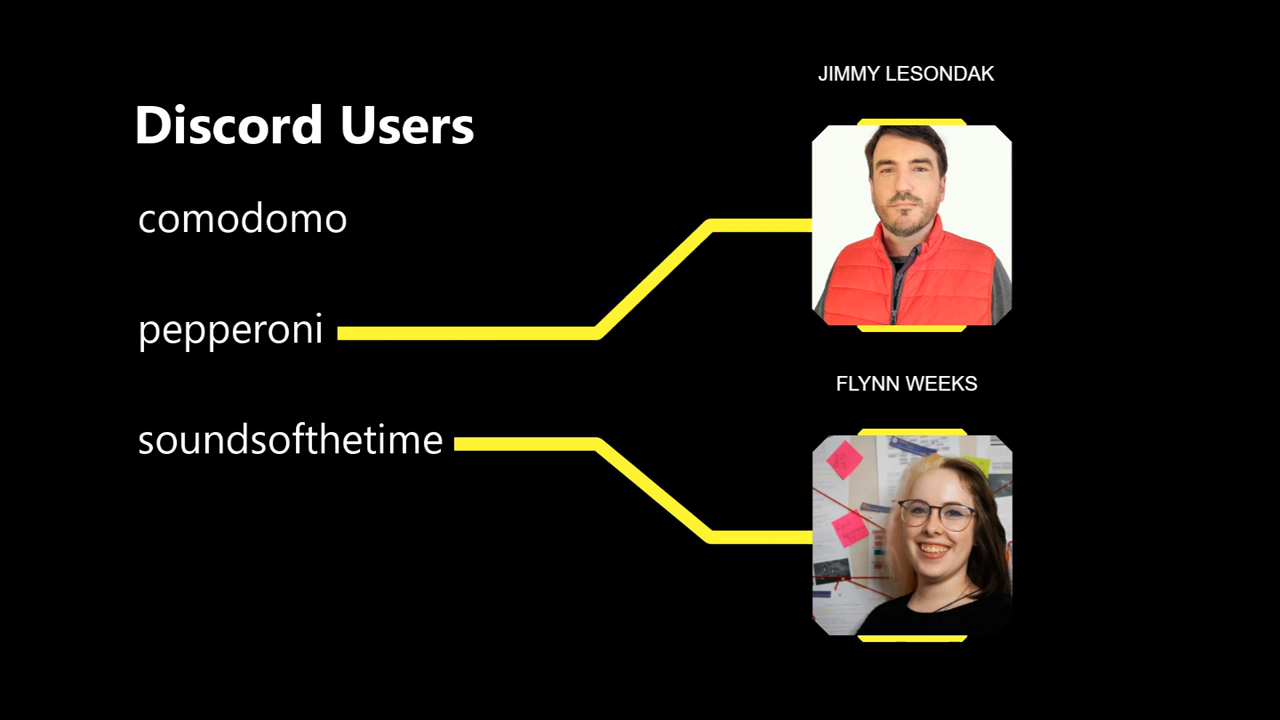 JIMMY LESONDAK
Discord Users
comodomo
pepperoni
FLYNN WEEKS
soundsofthetime